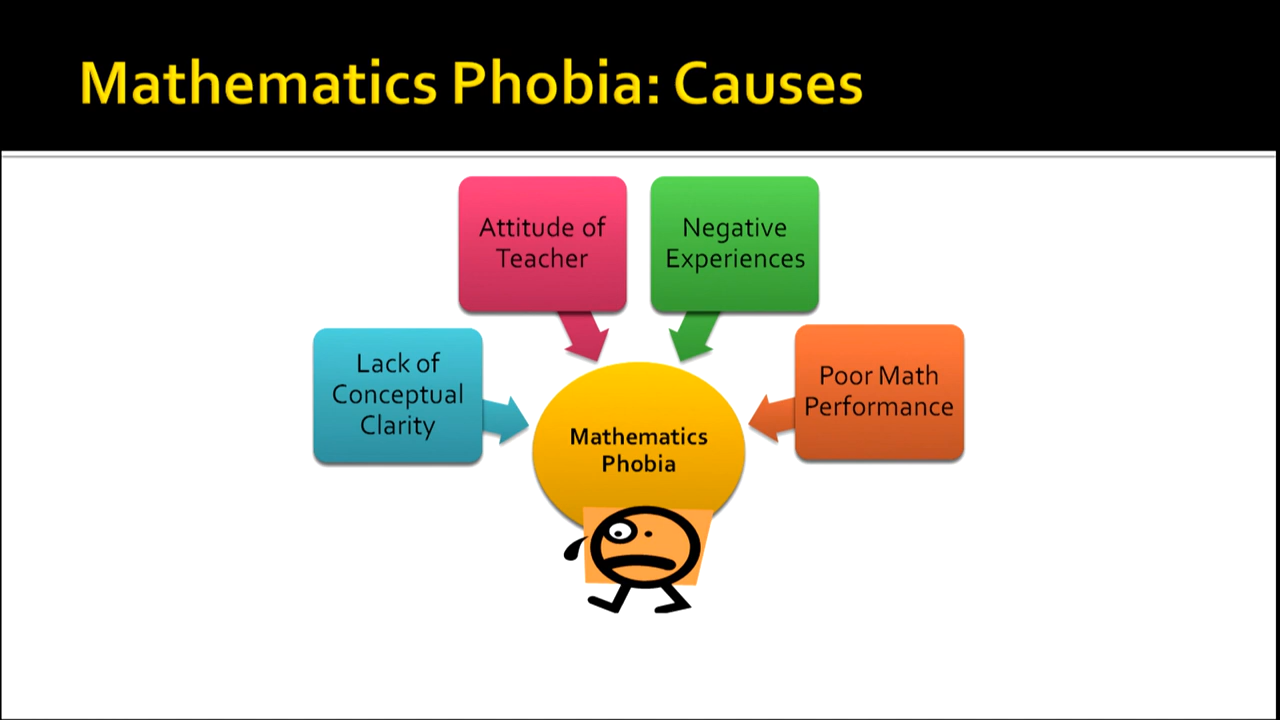 Mathematics Phobia: Causes
Attitude of
Teacher
Negative
Experiences
Lack of
Conceptual
Clarity
Poor Math
Performance
Mathematics
Phobia